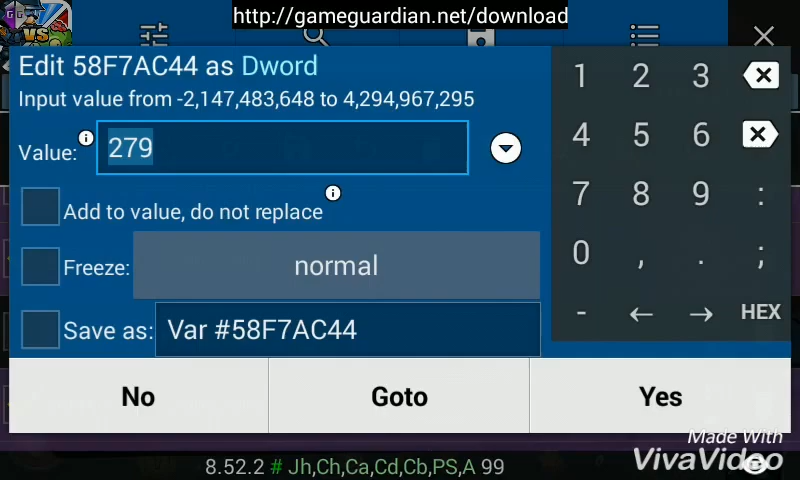 http://gameguardian.net/download
VS
Edit 58F7AC44 as Dword
Input value from -2,147,483,648 to 4,294,967,295
Value: 279
Add to value, do not replace
Freeze: normal
Save as: Var #58F7AC44
No Goto Yes
1 2 3
4 5 6
7 8 9 :
0 , . ;
- ← → HEX
Made With
VivaVideo
8.52.2 # Jh,Ch,Ca,Cd,Cb,PS,A 99